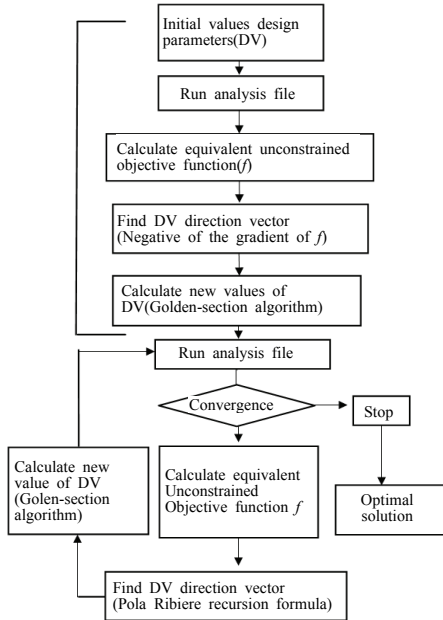 Initial values design
parameters(DV)
Run analysis file
Calculate equivalent unconstrained
objective function(f)
Find DV direction vector
(Negative of the gradient of f)
Calculate new values of
DV(Golden-section algorithm)
Run analysis file
Convergence
Stop
Calculate new
value of DV
(Golen-section
algorithm)
Calculate equivalent
Unconstrained
Objective function f
Optimal
solution
Find DV direction vector
(Pola Ribiere recursion formula)